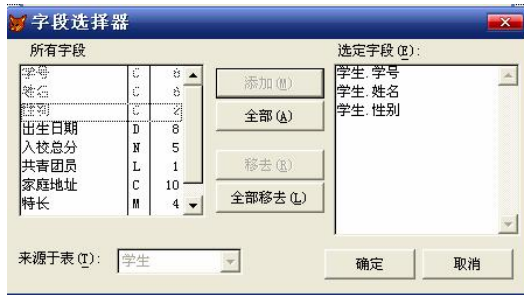 字段选择器
所有字段
选定字段(E):
学号 C 8
姓名 C 6
性别 C 2
出生日期 D 8
入校总分 N 5
共青团员 L 1
家庭地址 C 10
特长 M 4
添加(M)
全部(A)
移去(R)
全部移去(L)
学生.学号
学生.姓名
学生.性别
来源于表(T):
学生
确定
取消